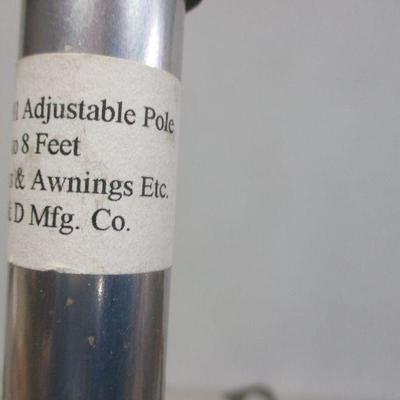 Adjustable Pole
8 Feet
& Awnings Etc.
D Mfg. Co.